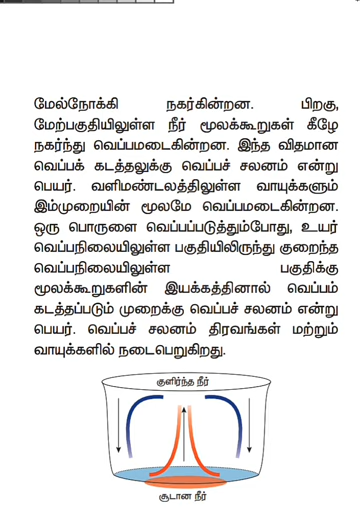 மேல்நோக்கி நகர்கின்றன. பிறகு,
மேற்பகுதியிலுள்ள நீர் மூலக்கூறுகள் கீழே
நகர்ந்து வெப்பமடைகின்றன. இந்த விதமான
வெப்பக் கடத்தலுக்கு வெப்பச் சலனம் என்று
பெயர். வளிமண்டலத்திலுள்ள வாயுக்களும்
இம்முறையின் மூலமே வெப்பமடைகின்றன.
ஒரு பொருளை வெப்பப்படுத்தும்போது, உயர்
வெப்பநிலையிலுள்ள பகுதியிலிருந்து குறைந்த
வெப்பநிலையிலுள்ள பகுதிக்கு
மூலக்கூறுகளின் இயக்கத்தினால் வெப்பம்
கடத்தப்படும் முறைக்கு வெப்பச் சலனம் என்று
பெயர். வெப்பச் சலனம் திரவங்கள் மற்றும்
வாயுக்களில் நடைபெறுகிறது.
குளிர்ந்த நீர்
சூடான நீர்